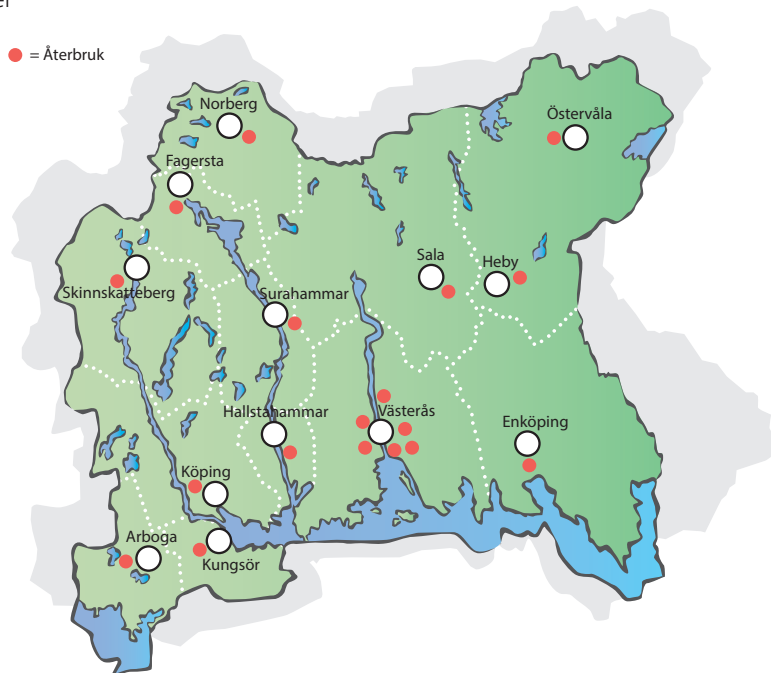 = Återbruk
Norberg
Östervåla
Fagersta
Sala
Heby
Skinnskatteberg
Surahammar
Hallstahammar
Västerås
Enköping
Köping
Arboga
Kungsör